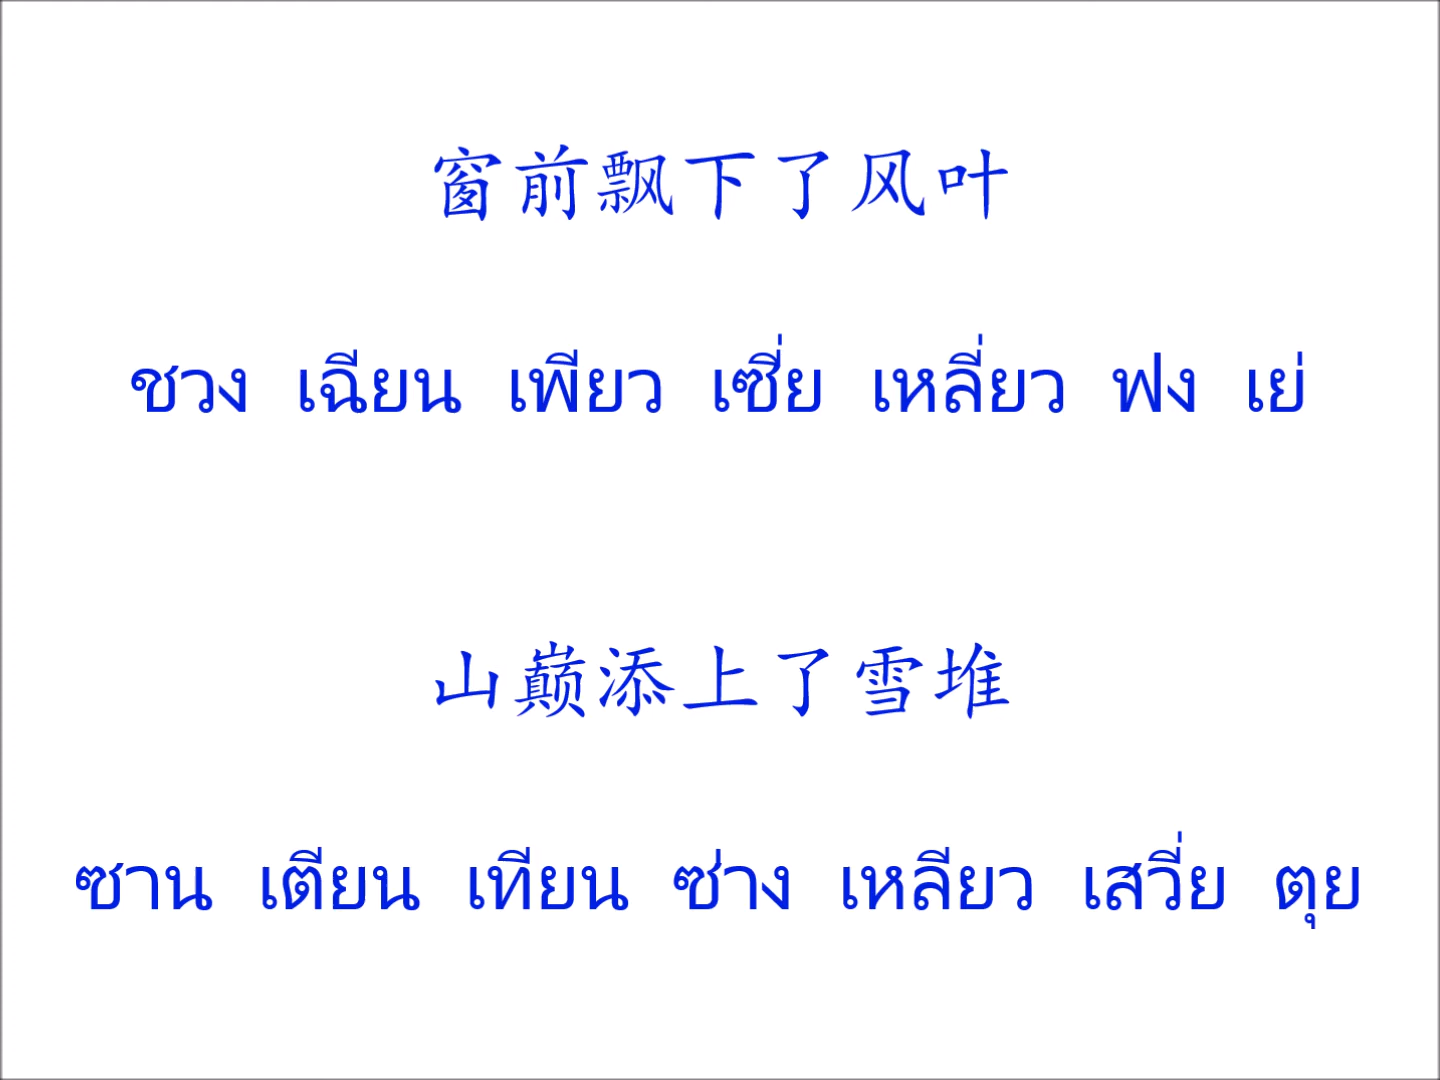 窗前飘下了风叶
ชวง เฉียน เพียว เซี่ย เหลี่ยว ฟง เย่
山巅添上了雪堆
ซาน เตียน เทียน ซ่าง เหลียว เสวี่ย ตุย